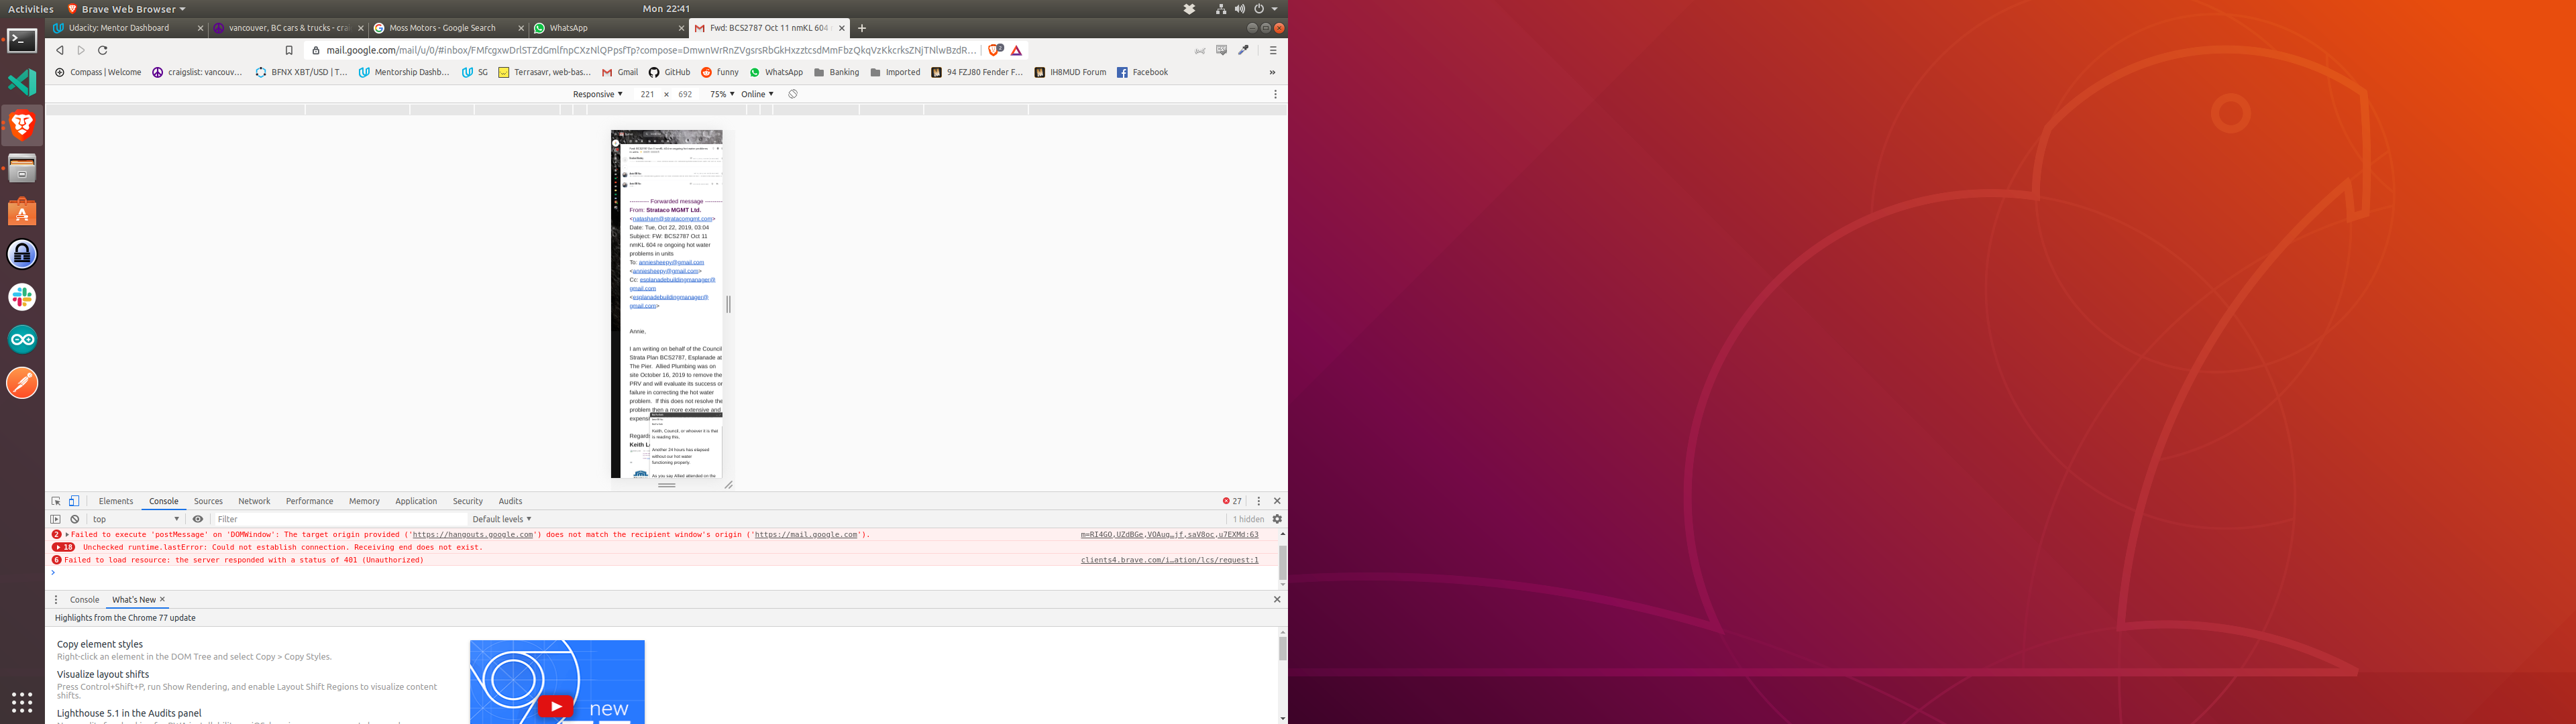 Activities
Brave Web Browser
Mon 22:41
Udacity: Mentor Dashboard
vancouver, BC cars & trucks - crai
Moss Motors - Google Search
WhatsApp
Fwd: BCS2787 Oct 11 nmKL 604
mail.google.com/mail/u/0/#inbox/
Compass | Welcome
craigslist: vancouv…
BFNX XBT/USD | T…
Mentorship Dashb…
SG
Terrasavr, web-bas…
Gmail
GitHub
funny
WhatsApp
Banking
Imported
94 FZJ80 Fender F…
IH8MUD Forum
Facebook
»
Responsive
221 × 692
75%
Online
---------- Forwarded message ----------
From: Strataco MGMT Ltd.
<natasham@stratacomgmt.com>
Date: Tue, Oct 22, 2019, 03:04
Subject: FW: BCS2787 Oct 11
nmKL 604 re ongoing hot water
problems in units
To: anniesheepy@gmail.com
<anniesheepy@gmail.com>
Cc: esplanadebuildingmanager@
gmail.com
<esplanadebuildingmanager@
gmail.com>
Annie,
I am writing on behalf of the Council
Strata Plan BCS2787, Esplanade at
The Pier. Allied Plumbing was on
site October 16, 2019 to remove the
PRV and will evaluate its success or
failure in correcting the hot water
problem. If this does not resolve the
problem then a more extensive and
expens
Regard
Keith L
Keith, Council, or whoever it is that
is reading this,
Another 24 hours has elapsed
without our hot water
functioning properly.
As you say Allied attended on the
Elements
Console
Sources
Network
Performance
Memory
Application
Security
Audits
27
top
Filter
Default levels
1 hidden
2 Failed to execute 'postMessage' on 'DOMWindow': The target origin provided ('https://hangouts.google.com') does not match the recipient window's origin ('https://mail.google.com').
m=RI4GO,UZdBGe,VOAug…jf,saV8oc,u7EXMd:63
18 Unchecked runtime.lastError: Could not establish connection. Receiving end does not exist.
6 Failed to load resource: the server responded with a status of 401 (Unauthorized)
clients4.brave.com/i…ation/lcs/request:1
Console
What's New
Highlights from the Chrome 77 update
Copy element styles
Right-click an element in the DOM Tree and select Copy > Copy Styles.
Visualize layout shifts
Press Control+Shift+P, run Show Rendering, and enable Layout Shift Regions to visualize content
shifts.
Lighthouse 5.1 in the Audits panel
new